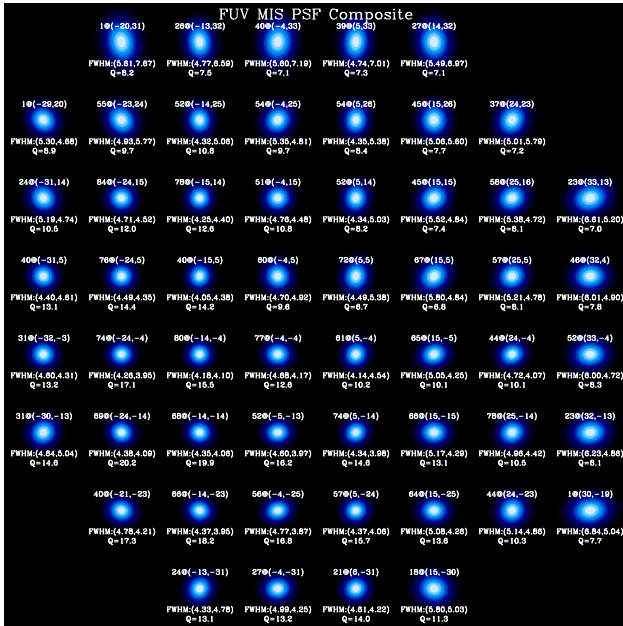 FUV MIS PSF Composite
1@(-20,31) 26@(-13,32) 40@(-4,33) 39@(5,33) 27@(14,32)
FWHM:(5.61,7.67) FWHM:(4.77,6.59) FWHM:(5.60,7.19) FWHM:(4.74,7.01) FWHM:(5.49,6.97)
Q=8.2 Q=7.5 Q=7.1 Q=7.3 Q=7.1
1@(-29,20) 55@(-23,24) 52@(-14,25) 54@(-4,25) 54@(5,26) 45@(15,26) 37@(24,23)
FWHM:(5.30,4.68) FWHM:(4.93,5.77) FWHM:(4.32,5.06) FWHM:(5.35,4.81) FWHM:(4.35,5.38) FWHM:(5.06,5.60) FWHM:(5.01,5.79)
Q=8.9 Q=9.7 Q=10.8 Q=9.7 Q=8.4 Q=7.7 Q=7.2
24@(-31,14) 84@(-24,15) 78@(-15,14) 51@(-4,15) 52@(5,14) 45@(15,15) 58@(25,16) 23@(33,13)
FWHM:(5.19,4.74) FWHM:(4.71,4.52) FWHM:(4.25,4.40) FWHM:(4.76,4.48) FWHM:(4.34,5.03) FWHM:(5.52,4.84) FWHM:(5.38,4.72) FWHM:(6.61,5.20)
Q=10.5 Q=12.0 Q=12.6 Q=10.8 Q=8.2 Q=7.4 Q=8.1 Q=7.0
40@(-31,5) 76@(-24,5) 40@(-15,5) 60@(-4,5) 72@(5,5) 67@(15,5) 57@(25,5) 46@(32,4)
FWHM:(4.40,4.61) FWHM:(4.49,4.35) FWHM:(4.05,4.38) FWHM:(4.70,4.92) FWHM:(4.49,5.38) FWHM:(5.80,4.84) FWHM:(5.21,4.78) FWHM:(6.01,4.90)
Q=13.1 Q=14.4 Q=14.2 Q=9.6 Q=6.7 Q=6.8 Q=8.1 Q=7.8
31@(-32,-3) 74@(-24,-4) 80@(-14,-4) 77@(-4,-4) 61@(5,-4) 65@(15,-5) 44@(24,-4) 52@(33,-4)
FWHM:(4.60,4.31) FWHM:(4.26,3.95) FWHM:(4.18,4.10) FWHM:(4.68,4.17) FWHM:(4.14,4.54) FWHM:(5.05,4.25) FWHM:(4.72,4.07) FWHM:(6.00,4.72)
Q=13.2 Q=17.1 Q=15.5 Q=12.6 Q=10.2 Q=10.1 Q=10.1 Q=8.3
31@(-30,-13) 69@(-24,-14) 68@(-14,-14) 52@(-5,-13) 74@(5,-14) 66@(15,-15) 78@(25,-14) 23@(32,-13)
FWHM:(4.64,5.04) FWHM:(4.38,4.09) FWHM:(4.35,4.06) FWHM:(4.60,3.97) FWHM:(4.34,3.98) FWHM:(5.17,4.29) FWHM:(4.96,4.42) FWHM:(6.23,4.86)
Q=14.6 Q=20.2 Q=19.9 Q=16.2 Q=14.6 Q=13.1 Q=10.5 Q=8.1
40@(-21,-23) 66@(-14,-23) 56@(-4,-25) 57@(5,-24) 64@(15,-25) 44@(24,-23) 1@(30,-19)
FWHM:(4.78,4.21) FWHM:(4.37,3.95) FWHM:(4.77,3.87) FWHM:(4.37,4.06) FWHM:(5.08,4.26) FWHM:(5.14,4.86) FWHM:(6.84,5.04)
Q=17.3 Q=18.2 Q=16.8 Q=15.7 Q=13.6 Q=10.3 Q=7.7
24@(-13,-31) 27@(-4,-31) 21@(6,-31) 18@(15,-30)
FWHM:(4.33,4.78) FWHM:(4.99,4.25) FWHM:(4.61,4.22) FWHM:(5.80,5.03)
Q=13.1 Q=13.2 Q=14.0 Q=11.3